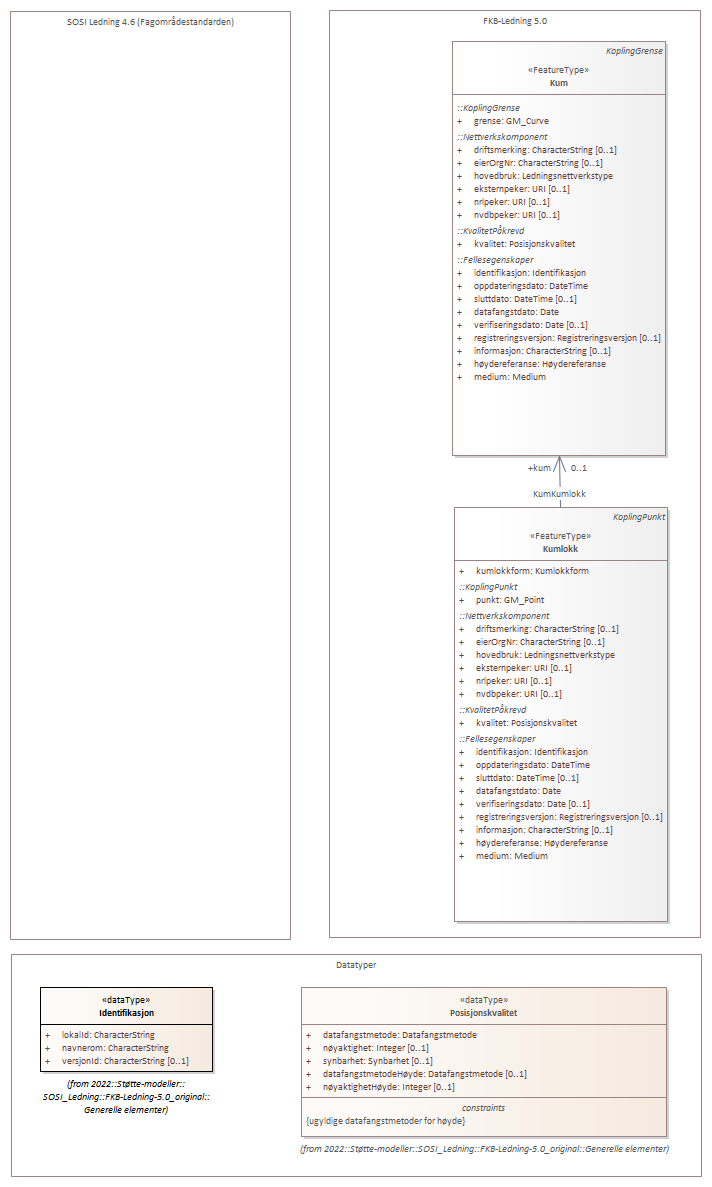 SOSI Ledning 4.6 (Fagområdestandarden)
FKB-Ledning 5.0
KoplingGrense
«FeatureType»
Kum
::KoplingGrense
+ grense: GM_Curve
::Nettverkskomponent
+ driftsmerking: CharacterString [0..1]
+ eierOrgNr: CharacterString [0..1]
+ hovedbruk: Ledningsnettverkstype
+ eksternpeker: URI [0..1]
+ nrlpeker: URI [0..1]
+ nvdbpeker: URI [0..1]
::KvalitetPåkrevd
+ kvalitet: Posisjonskvalitet
::Fellesegenskaper
+ identifikasjon: Identifikasjon
+ oppdateringsdato: DateTime
+ sluttdato: DateTime [0..1]
+ datafangstdato: Date
+ verifiseringsdato: Date [0..1]
+ registreringsversjon: Registreringsversjon [0..1]
+ informasjon: CharacterString [0..1]
+ høydereferanse: Høydereferanse
+ medium: Medium
+kum 0..1
KumKumlokk
KoplingPunkt
«FeatureType»
Kumlokk
+ kumlokkform: Kumlokkform
::KoplingPunkt
+ punkt: GM_Point
::Nettverkskomponent
+ driftsmerking: CharacterString [0..1]
+ eierOrgNr: CharacterString [0..1]
+ hovedbruk: Ledningsnettverkstype
+ eksternpeker: URI [0..1]
+ nrlpeker: URI [0..1]
+ nvdbpeker: URI [0..1]
::KvalitetPåkrevd
+ kvalitet: Posisjonskvalitet
::Fellesegenskaper
+ identifikasjon: Identifikasjon
+ oppdateringsdato: DateTime
+ sluttdato: DateTime [0..1]
+ datafangstdato: Date
+ verifiseringsdato: Date [0..1]
+ registreringsversjon: Registreringsversjon [0..1]
+ informasjon: CharacterString [0..1]
+ høydereferanse: Høydereferanse
+ medium: Medium
Datatyper
«dataType»
Identifikasjon
+ lokalId: CharacterString
+ navnerom: CharacterString
+ versjonId: CharacterString [0..1]
(from 2022::Støtte-modeller::
SOSI_Ledning::FKB-Ledning-5.0_original::
Generelle elementer)
«dataType»
Posisjonskvalitet
+ datafangstmetode: Datafangstmetode
+ nøyaktighet: Integer [0..1]
+ synbarhet: Synbarhet [0..1]
+ datafangstmetodeHøyde: Datafangstmetode [0..1]
+ nøyaktighetHøyde: Integer [0..1]
constraints
{ugyldige datafangstmetoder for høyde}
(from 2022::Støtte-modeller::SOSI_Ledning::FKB-Ledning-5.0_original::Generelle elementer)